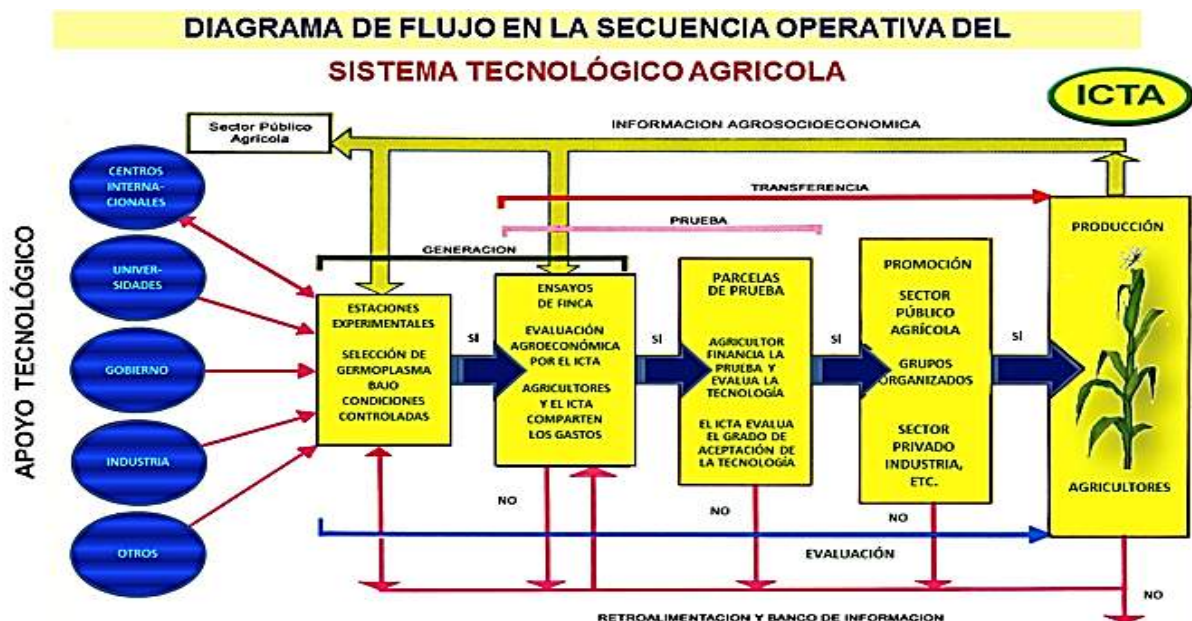 DIAGRAMA DE FLUJO EN LA SECUENCIA OPERATIVA DEL
SISTEMA TECNOLÓGICO AGRICOLA
ICTA
Sector Público
Agrícola
INFORMACION AGROSOCIOECONOMICA
TRANSFERENCIA
PRUEBA
GENERACION
APOYO TECNOLÓGICO
CENTROS
INTERNA-
CIONALES
UNIVER-
SIDADES
GOBIERNO
INDUSTRIA
OTROS
ESTACIONES
EXPERIMENTALES
SELECCIÓN DE
GERMOPLASMA
BAJO
CONDICIONES
CONTROLADAS
SI
ENSAYOS
DE FINCA
EVALUACIÓN
AGROECONÓMICA
POR EL ICTA
AGRICULTORES
Y EL ICTA
COMPARTEN
LOS GASTOS
SI
PARCELAS
DE PRUEBA
AGRICULTOR
FINANCIA LA
PRUEBA Y
EVALUA LA
TECNOLOGÍA
EL ICTA EVALUA
EL GRADO DE
ACEPTACIÓN DE
LA TECNOLOGÍA
SI
PROMOCIÓN
SECTOR
PÚBLICO
AGRÍCOLA
GRUPOS
ORGANIZADOS
SECTOR
PRIVADO
INDUSTRIA,
ETC.
SI
PRODUCCIÓN
AGRICULTORES
NO
NO
NO
NO
EVALUACIÓN
RETROALIMENTACION Y BANCO DE INFORMACION